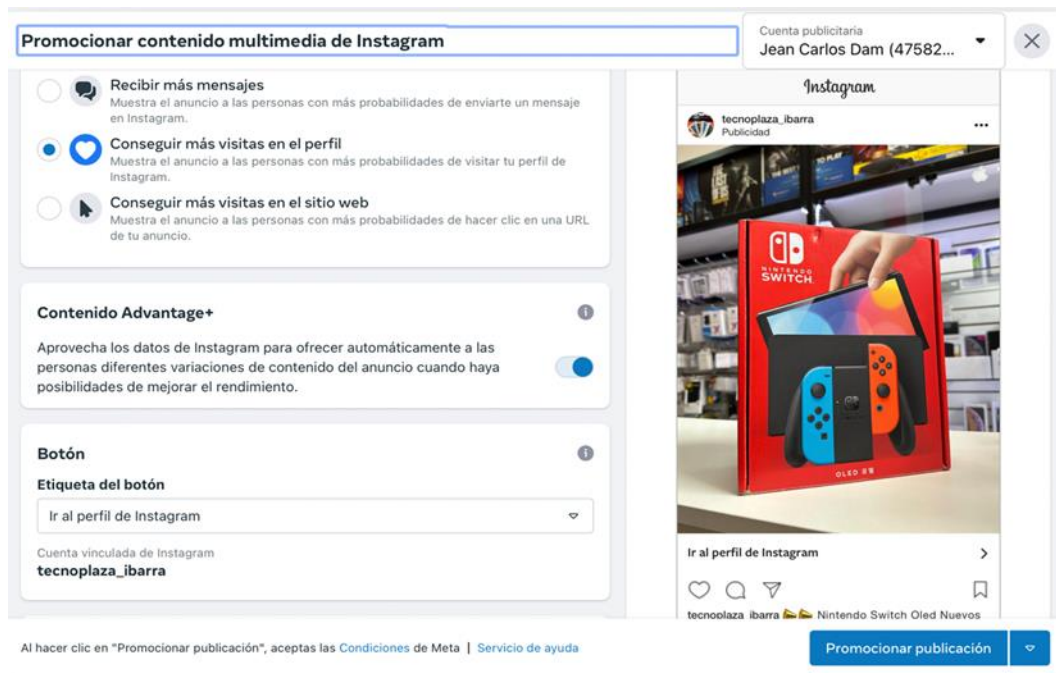 Promocionar contenido multimedia de Instagram
Cuenta publicitaria
Jean Carlos Dam (47582...
Recibir más mensajes
Muestra el anuncio a las personas con más probabilidades de enviarte un mensaje
en Instagram.
Conseguir más visitas en el perfil
Muestra el anuncio a las personas con más probabilidades de visitar tu perfil de
Instagram.
Conseguir más visitas en el sitio web
Muestra el anuncio a las personas con más probabilidades de hacer clic en una URL
de tu anuncio.
Contenido Advantage+
Aprovecha los datos de Instagram para ofrecer automáticamente a las
personas diferentes variaciones de contenido del anuncio cuando haya
posibilidades de mejorar el rendimiento.
Botón
Etiqueta del botón
Ir al perfil de Instagram
Cuenta vinculada de Instagram
tecnoplaza_ibarra
Instagram
tecnoplaza_ibarra
Publicidad
NINTENDO
SWITCH
OLED
Ir al perfil de Instagram
tecnoplaza_ibarra Nintendo Switch Oled Nuevos
Al hacer clic en "Promocionar publicación", aceptas las Condiciones de Meta | Servicio de ayuda
Promocionar publicación